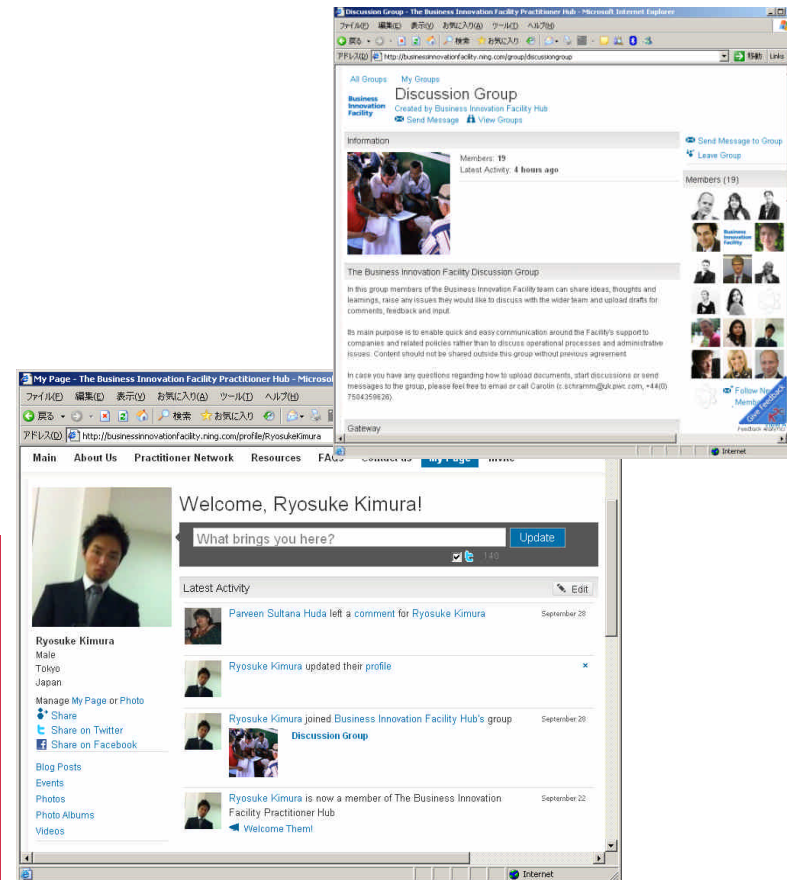 Discussion Group - The Business Innovation Facility Practitioner Hub - Microsoft Internet Explorer
ファイル(F) 編集(E) 表示(V) お気に入り(A) ツール(T) ヘルプ(H)
戻る 検索 お気に入り
アドレス(D) http://businessinnovationfacility.ning.com/group/discussiongroup 移動 Links
All Groups My Groups
Business Innovation Facility
Discussion Group
Created by Business Innovation Facility Hub
Send Message View Groups
Information
Members: 19
Latest Activity: 4 hours ago
Send Message to Group
Leave Group
Members (19)
Business Innovation Facility
The Business Innovation Facility Discussion Group
In this group members of the Business Innovation Facility team can share ideas, thoughts and
learnings, raise any issues they would like to discuss with the wider team and upload drafts for
comments, feedback and input.
Its main purpose is to enable quick and easy communication around the Facility's support to
companies and related policies rather than to discuss operational processes and administrative
issues. Content should not be shared outside this group without previous agreement.
In case you have any questions regarding how to upload documents, start discussions or send
messages to the group, please feel free to email or call Carolin (c.schramm@uk.pwc.com, +44(0)
7504359626).
Follow
Give Feedback
Gateway
Internet
My Page - The Business Innovation Facility Practitioner Hub - Micros
ファイル(F) 編集(E) 表示(V) お気に入り(A) ツール(T) ヘルプ(H)
戻る 検索 お気に入り
アドレス(D) http://businessinnovationfacility.ning.com/profile/RyosukeKimura
Main About Us Practitioner Network Resources FAQs Contact us My Page Invite
Welcome, Ryosuke Kimura!
What brings you here? Update
140
Latest Activity Edit
Parveen Sultana Huda left a comment for Ryosuke Kimura September 28
Ryosuke Kimura updated their profile
Ryosuke Kimura joined Business Innovation Facility Hub's group September 28
Discussion Group
Ryosuke Kimura is now a member of The Business Innovation September 22
Facility Practitioner Hub
Welcome Them!
Ryosuke Kimura
Male
Tokyo
Japan
Manage My Page or Photo
Share
Share on Twitter
Share on Facebook
Blog Posts
Events
Photos
Photo Albums
Videos
Internet